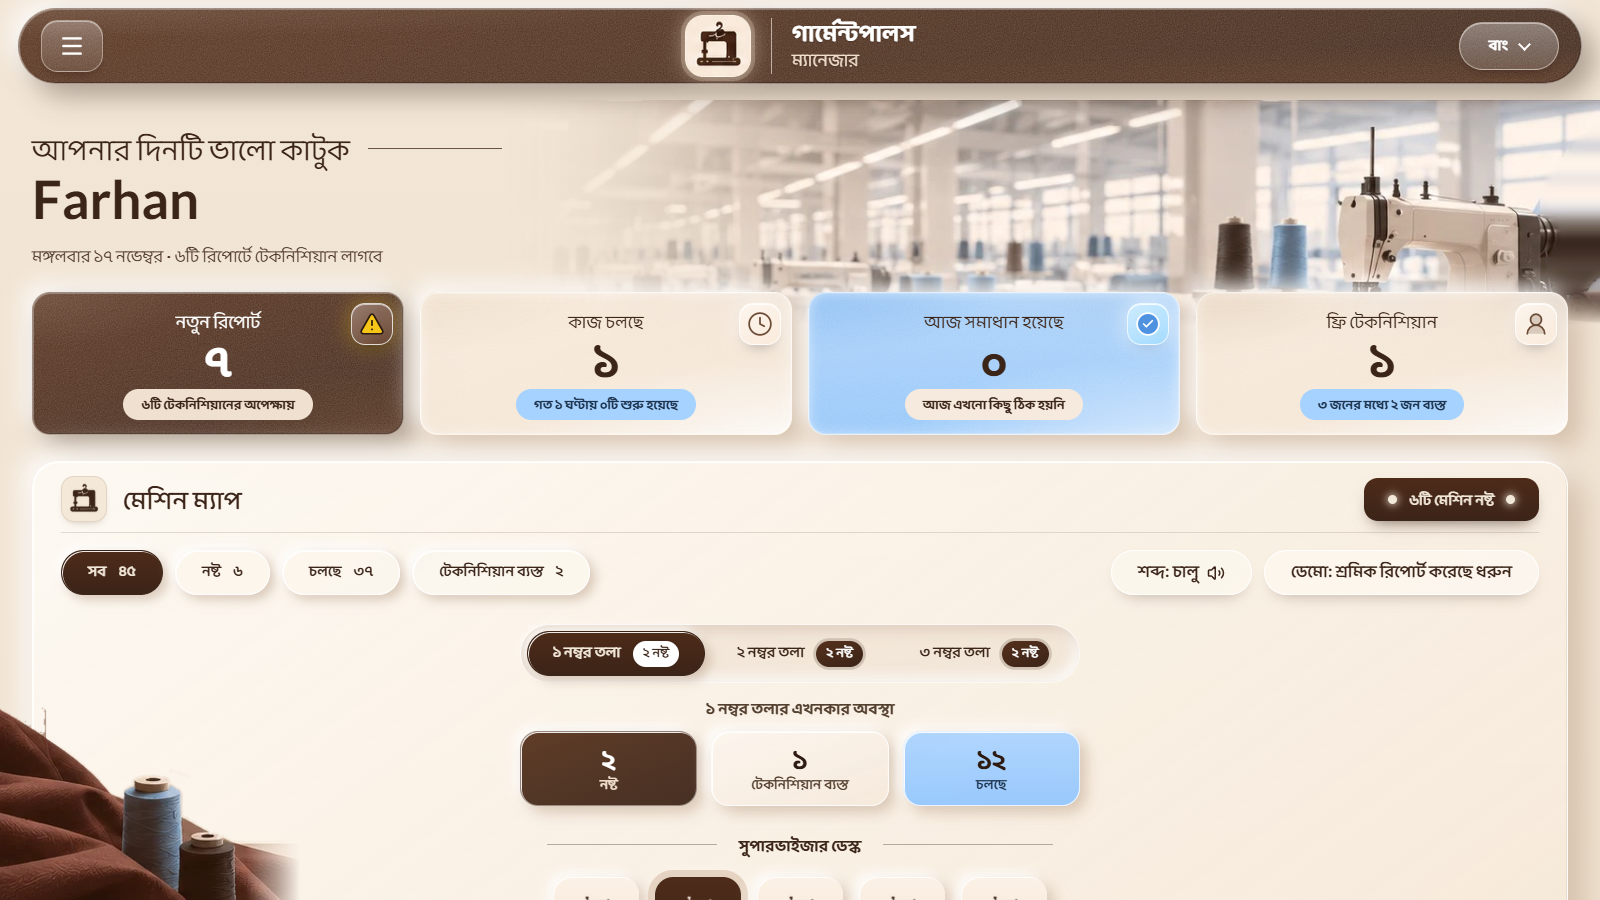 গার্মেন্টপালস
ম্যানেজার
বাং
আপনার দিনটি ভালো কাটুক
Farhan
মঙ্গলবার ১৭ নভেম্বর · ৬টি রিপোর্টে টেকনিশিয়ান লাগবে
নতুন রিপোর্ট
৭
৬টি টেকনিশিয়ানের অপেক্ষায়
কাজ চলছে
১
গত ১ ঘণ্টায় ০টি শুরু হয়েছে
আজ সমাধান হয়েছে
০
আজ এখনো কিছু ঠিক হয়নি
ফ্রি টেকনিশিয়ান
১
৩ জনের মধ্যে ২ জন ব্যস্ত
মেশিন ম্যাপ
৬টি মেশিন নষ্ট
সব ৪৫
নষ্ট ৬
চলছে ৩৭
টেকনিশিয়ান ব্যস্ত ২
শব্দ: চালু
ডেমো: শ্রমিক রিপোর্ট করেছে ধরুন
১ নম্বর তলা ২ নষ্ট
২ নম্বর তলা ২ নষ্ট
৩ নম্বর তলা ২ নষ্ট
১ নম্বর তলার এখনকার অবস্থা
২
নষ্ট
১
টেকনিশিয়ান ব্যস্ত
১২
চলছে
সুপারভাইজার ডেস্ক